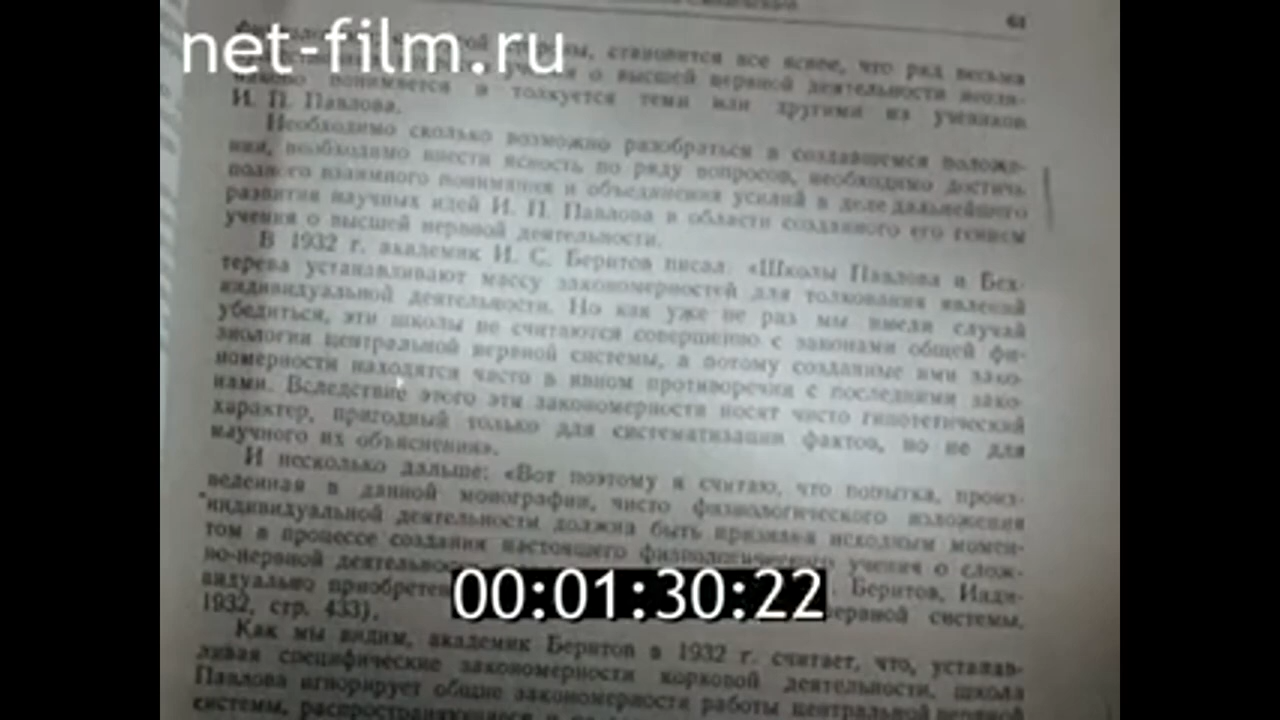 61
net-film.ru
становится все яснее, что ряд весьма
учения о высшей нервной деятельности неоди-
наково понимается и толкуется теми или другими из учеников
И. П. Павлова.
Необходимо сколько возможно разобраться в создавшемся положе-
нии, необходимо внести ясность по ряду вопросов, необходимо достичь
полного взаимного понимания и объединения усилий в деле дальнейшего
развития научных идей И. П. Павлова в области созданного его гением
учения о высшей нервной деятельности.
В 1932 г. академик И. С. Беритов писал: «Школы Павлова и Бех-
терева устанавливают массу закономерностей для толкования явлений
индивидуальной деятельности. Но как уже не раз мы имели случай
убедиться, эти школы не считаются совершенно с законами общей фи-
зиологии центральной нервной системы, а потому созданные ими зако-
номерности находятся часто в явном противоречии с последними зако-
нами. Вследствие этого эти закономерности носят чисто гипотетический
характер, пригодный только для систематизации фактов, но не для
научного их объяснения».
И несколько дальше: «Вот поэтому я считаю, что попытка, произ-
веденная в данной монографии, чисто физиологического изложения
индивидуальной деятельности должна быть признана исходным момен-
том в процессе создания настоящего физиологического учения о слож-
но-нервной Беритов, Инди-
видуально нервной системы,
00:01:30:22
1932, стр. 433).
Как мы видим, академик Беритов в 1932 г. считает, что, устанав-
ливая специфические закономерности корковой деятельности, школа
Павлова игнорирует общие закономерности работы центральной нервной
системы,